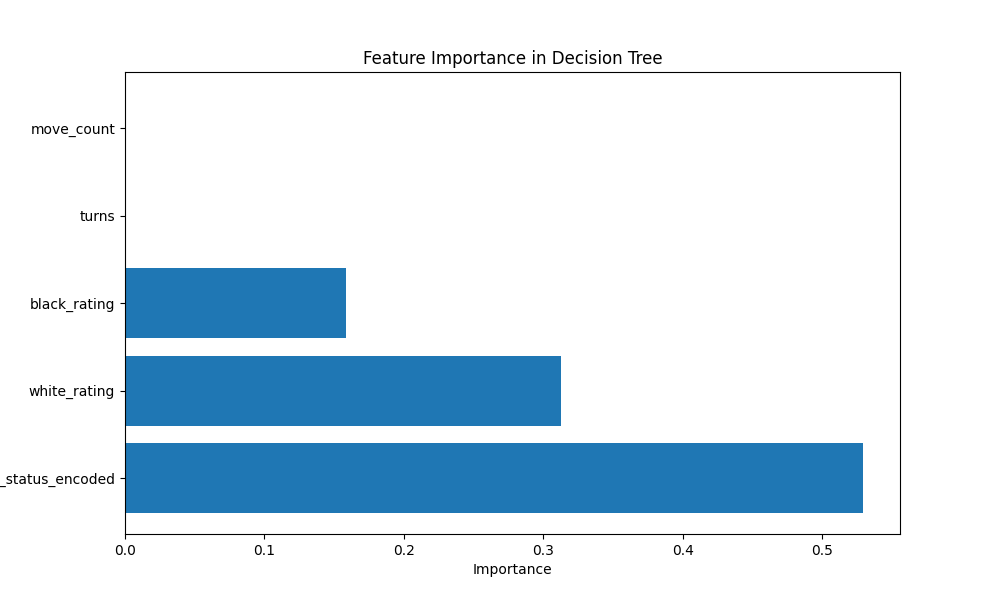 Feature Importance in Decision Tree
move_count
turns
black_rating
white_rating
_status_encoded
0.0 0.1 0.2 0.3 0.4 0.5
Importance